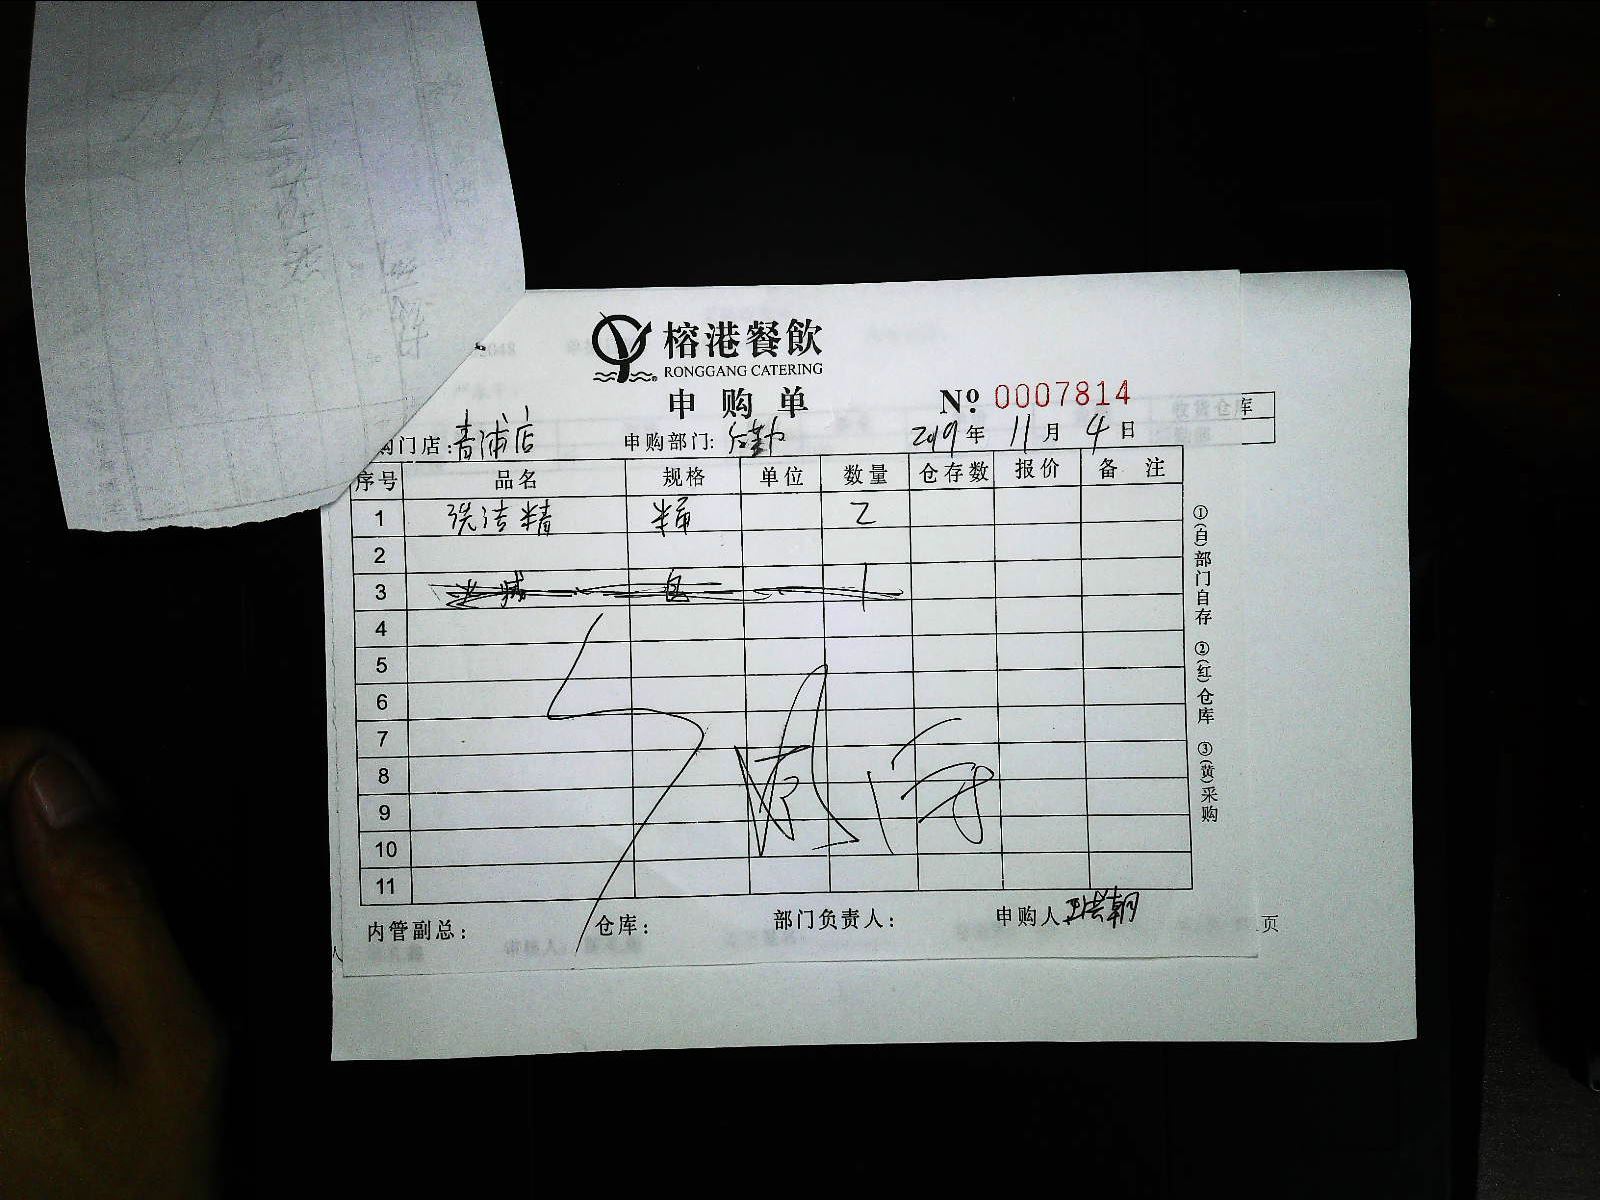 榕港餐飲
RONGGANG CATERING
申购单
№ 0007814
购门店:青浦店 申购部门:后勤 2019年11月4日
序号 品名 规格 单位 数量 仓存数 报价 备注
1 洗洁精 桶 2
2
3
4
5
6
7
8
9
10
11
内管副总: 仓库: 部门负责人: 申购人
①(白)部门自存 ②(红)仓库 ③(黄)采购
库
页